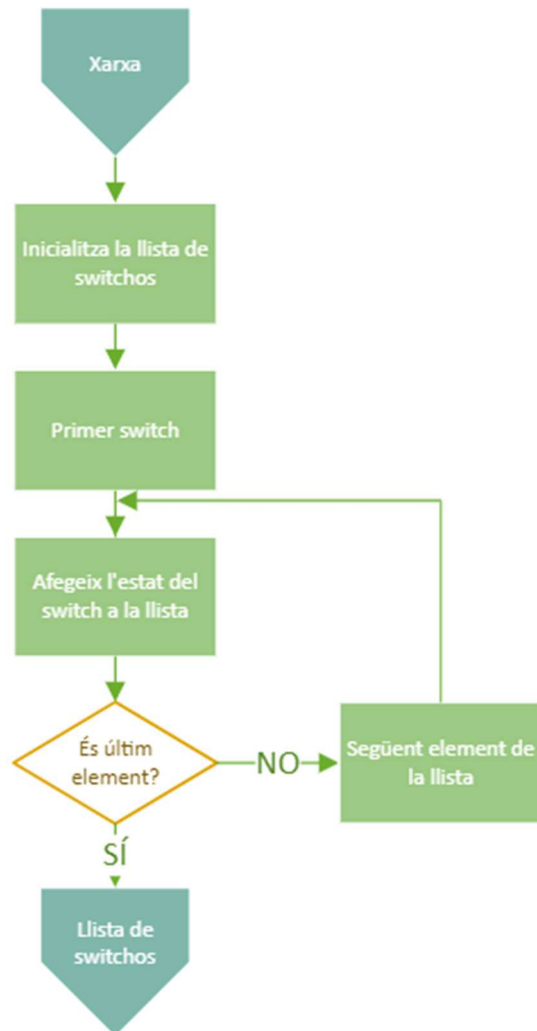 Xarxa
Inicialitza la llista de
switchos
Primer switch
Afegeix l'estat del
switch a la llista
És últim
element?
NO
Següent element de
la llista
SÍ
Llista de
switchos